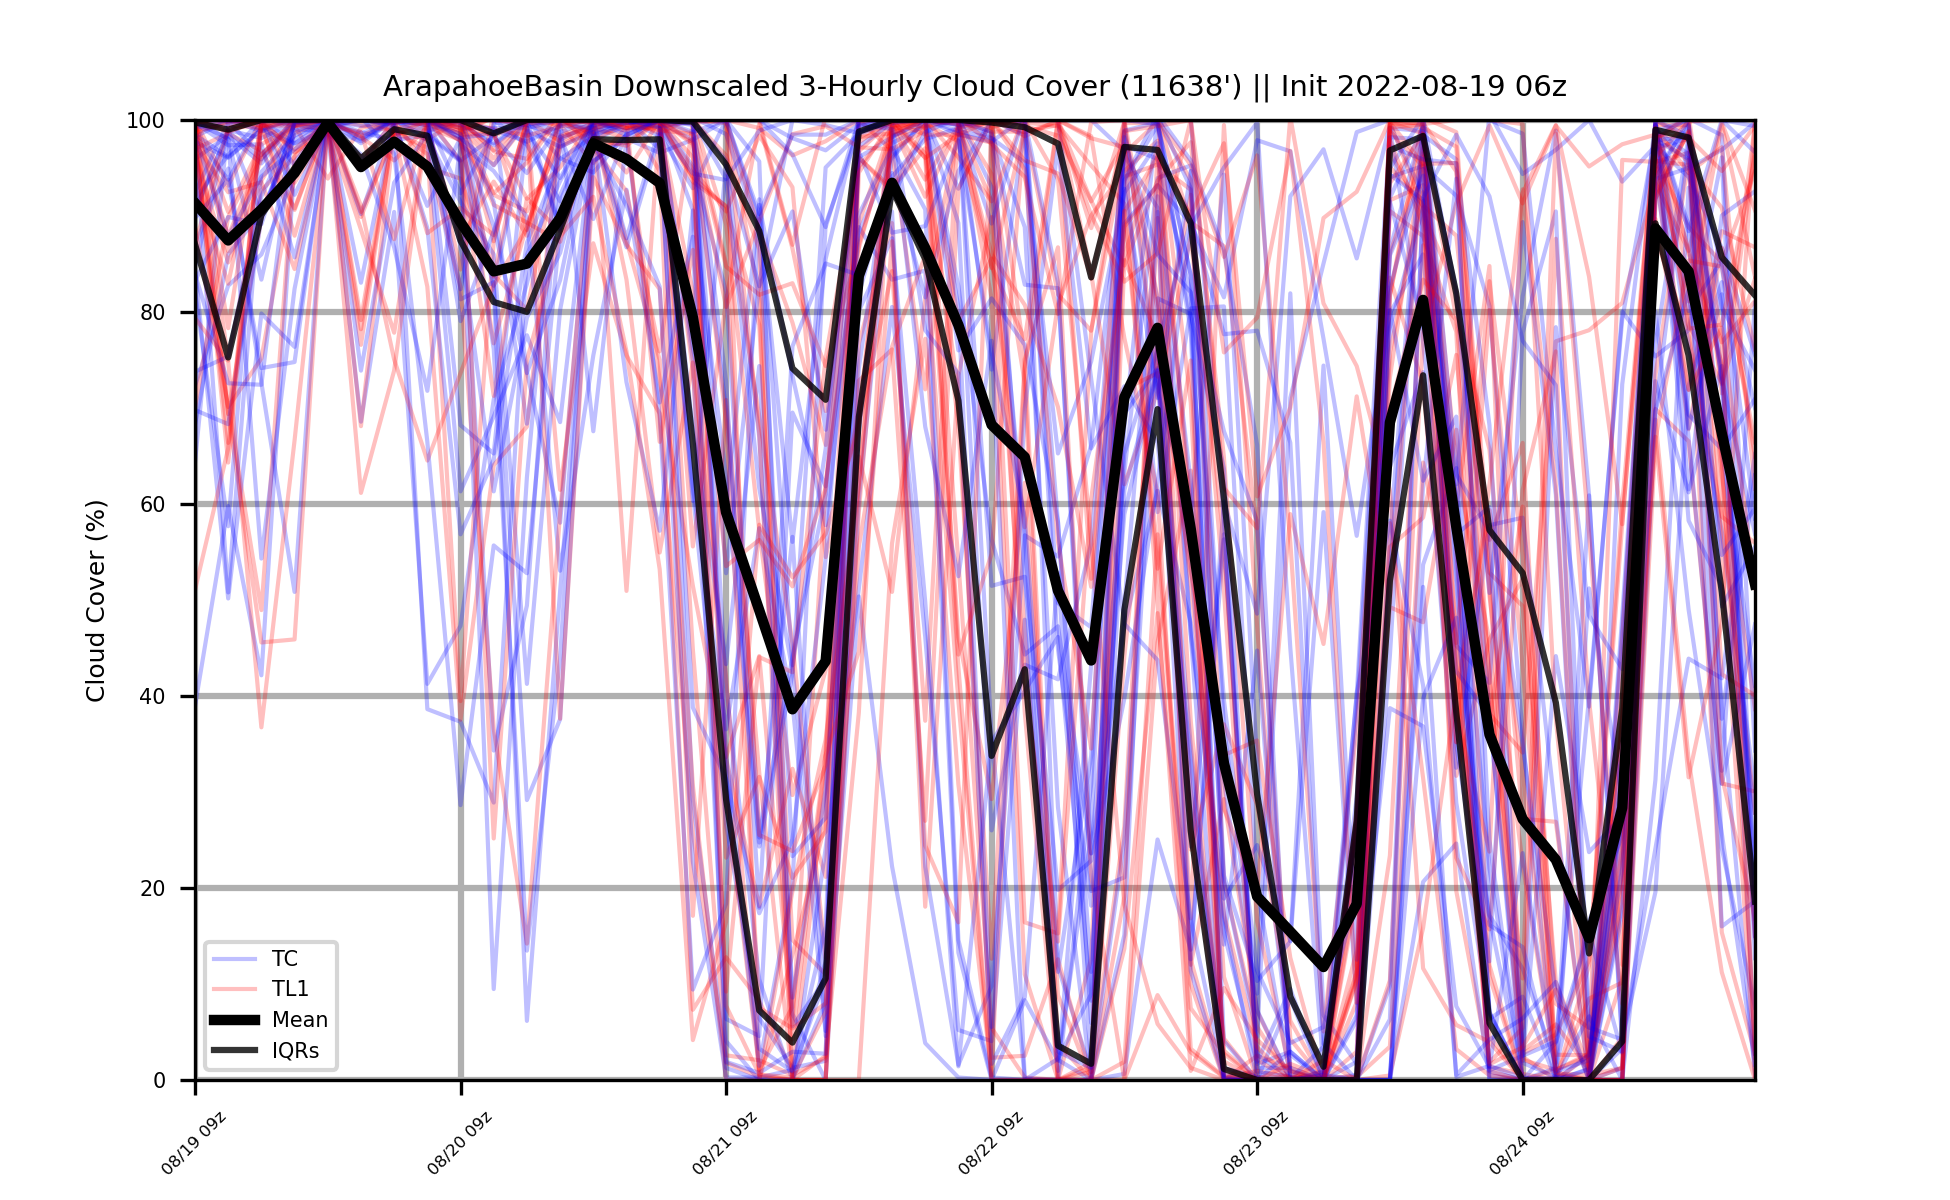 ArapahoeBasin Downscaled 3-Hourly Cloud Cover (11638') || Init 2022-08-19 06z
Cloud Cover (%)
100
80
60
40
20
0
TC
TL1
Mean
IQRs
08/19 09z
08/20 09z
08/21 09z
08/22 09z
08/23 09z
08/24 09z